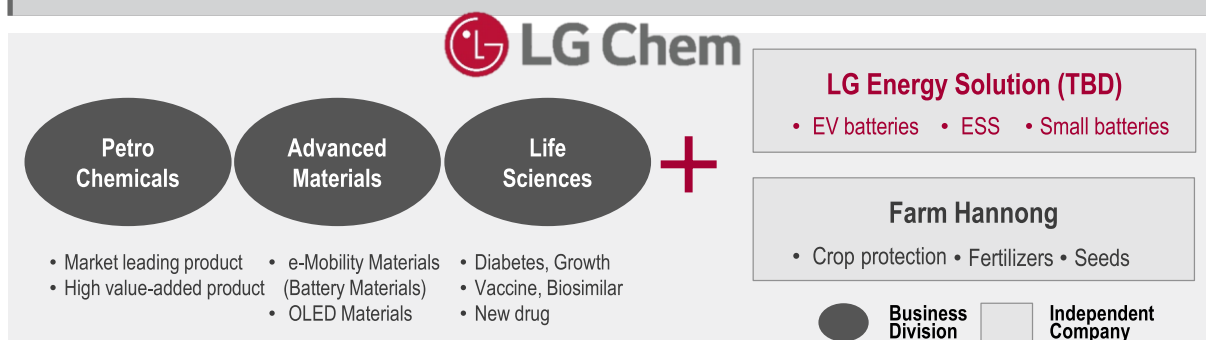 LG Chem
Petro
Chemicals
Advanced
Materials
Life
Sciences
+
• Market leading product
• High value-added product
• e-Mobility Materials
(Battery Materials)
• OLED Materials
• Diabetes, Growth
• Vaccine, Biosimilar
• New drug
LG Energy Solution (TBD)
• EV batteries • ESS • Small batteries
Farm Hannong
• Crop protection • Fertilizers • Seeds
Business
Division
Independent
Company